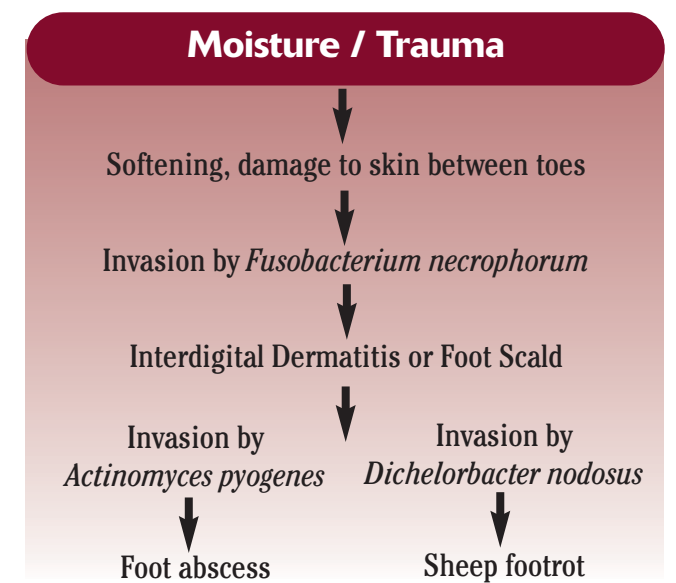 Moisture / Trauma
Softening, damage to skin between toes
Invasion by Fusobacterium necrophorum
Interdigital Dermatitis or Foot Scald
Invasion by
Actinomyces pyogenes
Invasion by
Dichelorbacter nodosus
Foot abscess
Sheep footrot